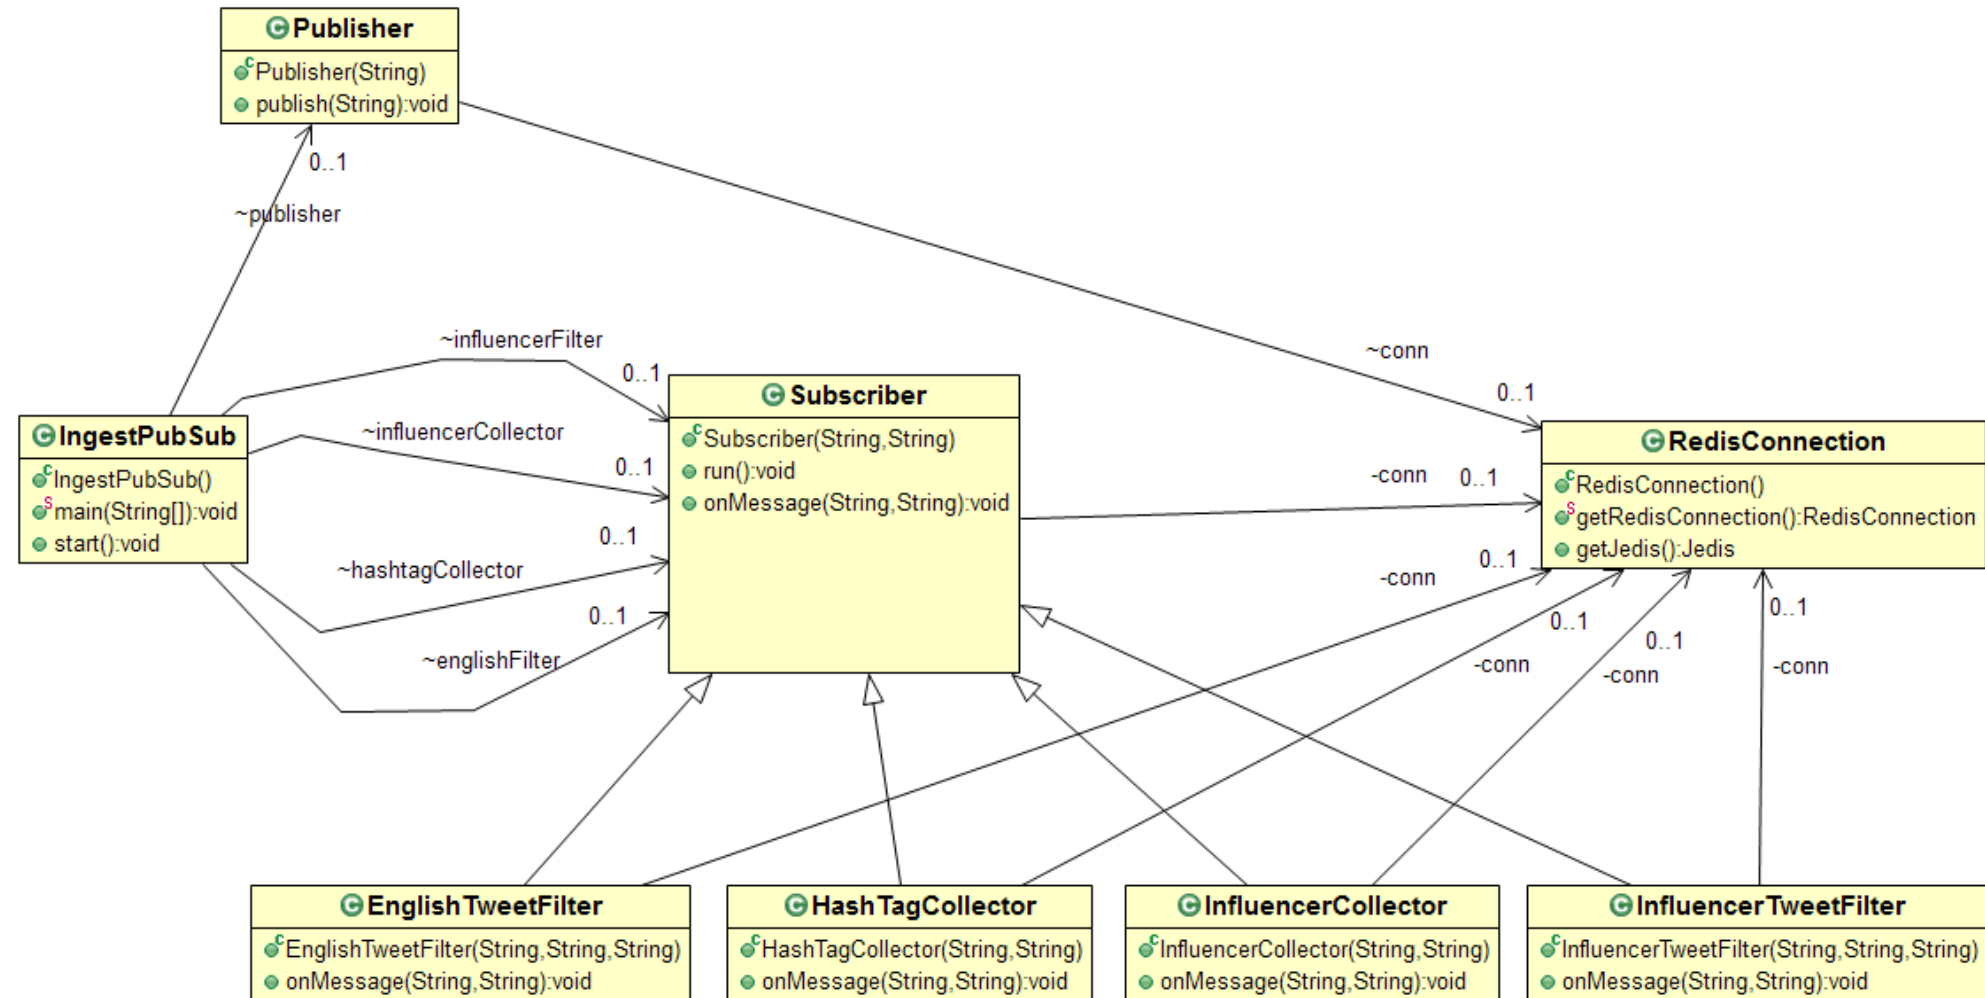 Publisher
Publisher(String)
publish(String):void
0..1
~publisher
~influencerFilter
0..1
~influencerCollector
0..1
0..1
~hashtagCollector
0..1
~englishFilter
IngestPubSub
IngestPubSub()
main(String[]):void
start():void
Subscriber
Subscriber(String,String)
run():void
onMessage(String,String):void
~conn
0..1
-conn
0..1
RedisConnection
RedisConnection()
getRedisConnection():RedisConnection
getJedis():Jedis
0..1
-conn
0..1
-conn
0..1
-conn
0..1
-conn
EnglishTweetFilter
EnglishTweetFilter(String,String,String)
onMessage(String,String):void
HashTagCollector
HashTagCollector(String,String)
onMessage(String,String):void
InfluencerCollector
InfluencerCollector(String,String)
onMessage(String,String):void
InfluencerTweetFilter
InfluencerTweetFilter(String,String,String)
onMessage(String,String):void